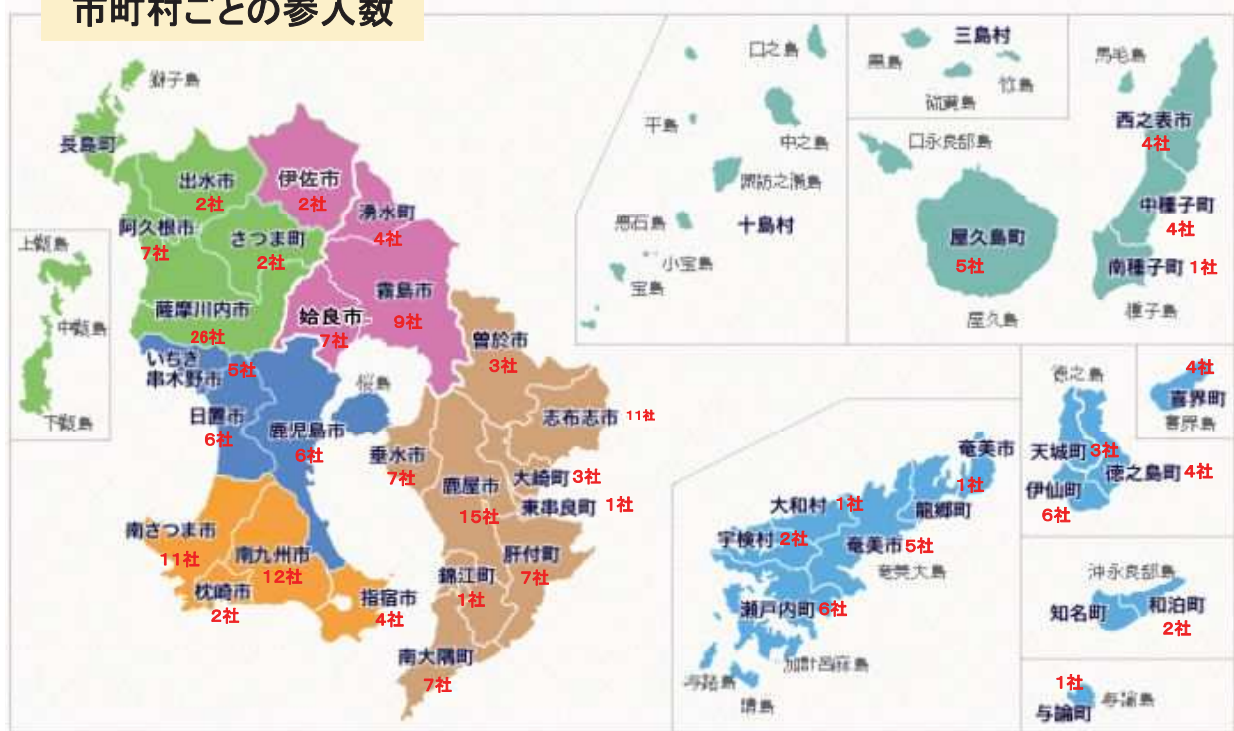 市町村ごとの参入数
獅子島
長島町
出水市
2社
伊佐市
2社
湧水町
4社
阿久根市
7社
さつま町
2社
霧島市
9社
薩摩川内市
26社
姶良市
7社
上甑島
中甑島
下甑島
いちき
串木野市
5社
日置市
6社
鹿児島市
6社
桜島
曽於市
3社
志布志市
11社
垂水市
7社
鹿屋市
15社
大崎町
3社
東串良町
1社
南さつま市
11社
南九州市
12社
枕崎市
2社
指宿市
4社
錦江町
1社
肝付町
7社
南大隅町
7社
口之島
平島
中之島
諏訪之瀬島
悪石島
十島村
小宝島
宝島
三島村
黒島
竹島
硫黄島
口永良部島
屋久島町
5社
屋久島
馬毛島
西之表市
4社
中種子町
4社
南種子町
1社
種子島
奄美市
1社
龍郷町
大和村
1社
宇検村
2社
奄美市
5社
奄美大島
瀬戸内町
6社
加計呂麻島
与路島
請島
徳之島
天城町
3社
徳之島町
4社
伊仙町
6社
4社
喜界町
喜界島
沖永良部島
知名町
和泊町
2社
1社
与論町
与論島